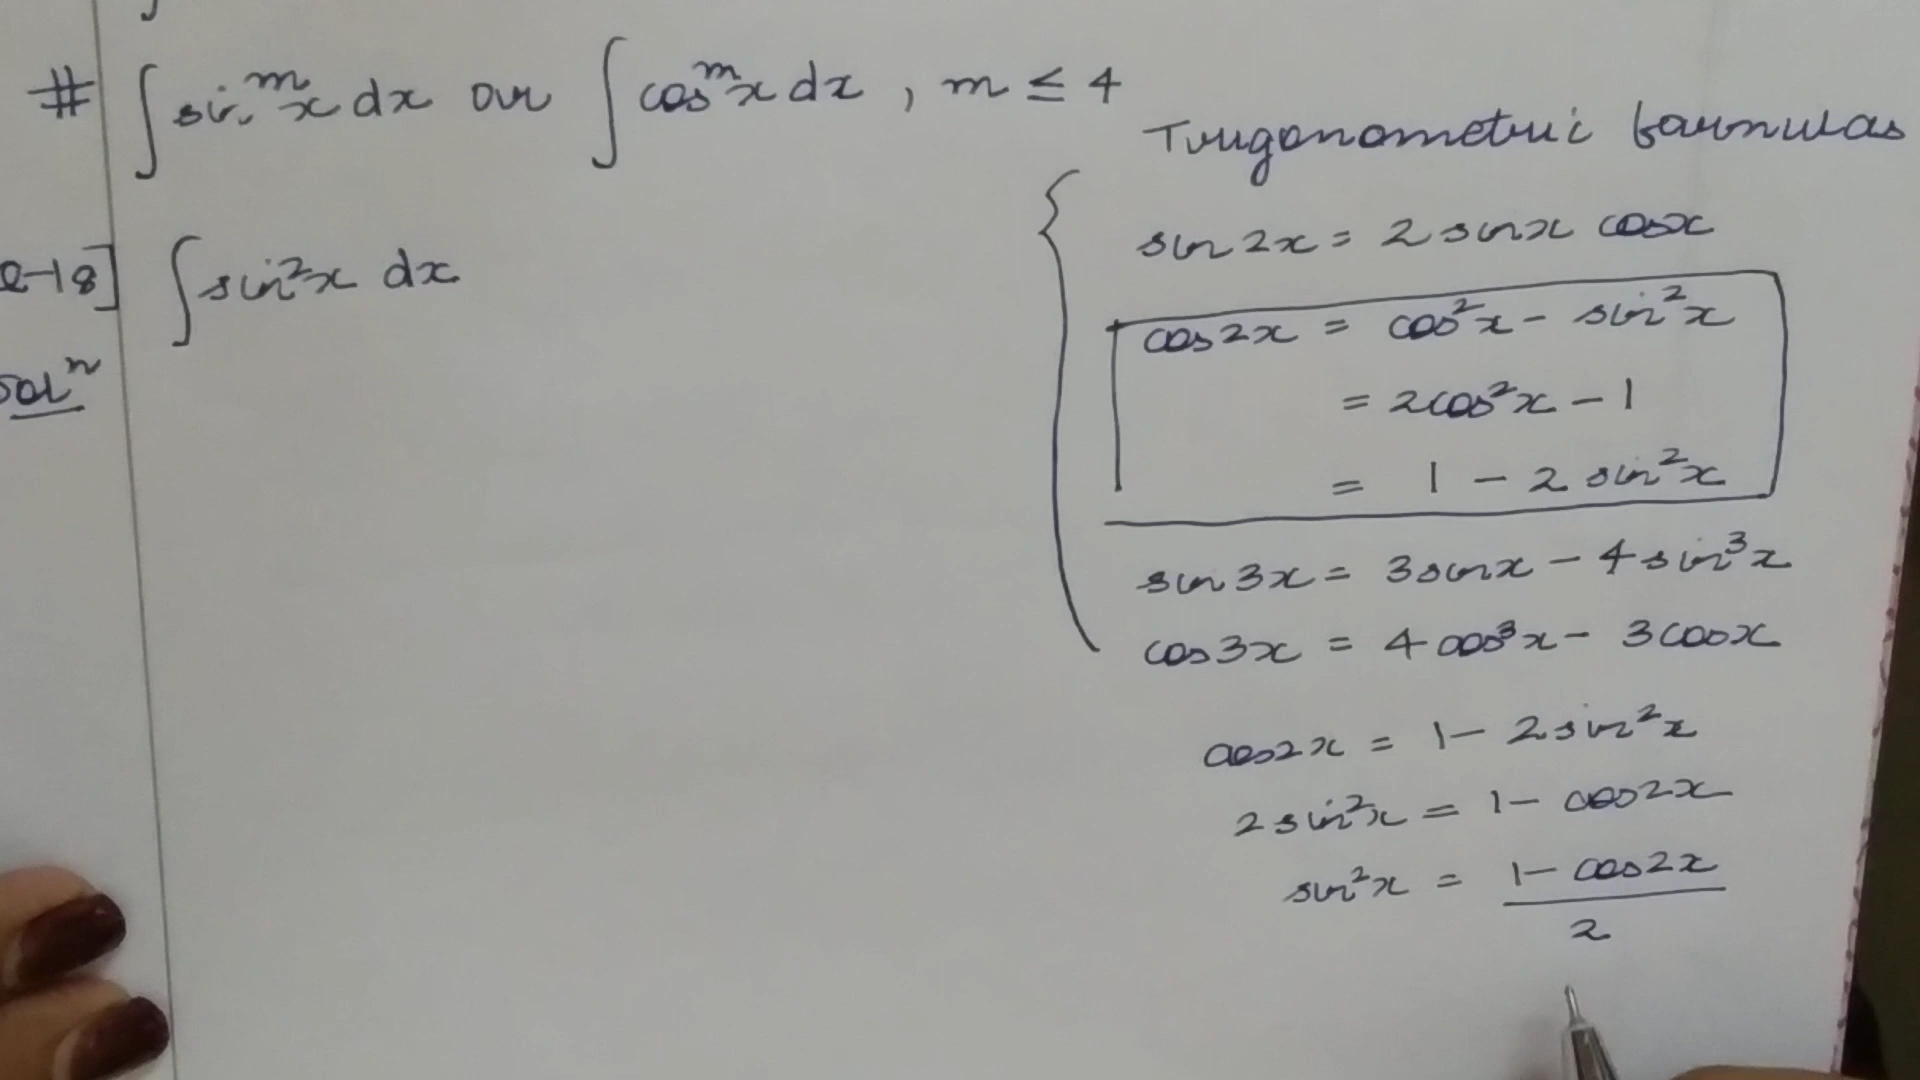 # ∫ sin^m x dx or ∫ cos^m x dx , m ≤ 4
Trigonometric formulas
sin 2x = 2 sin x cos x
Q-18] ∫ sin²x dx
cos 2x = cos²x - sin²x
Solⁿ
= 2cos²x - 1
= 1 - 2 sin²x
sin 3x = 3 sin x - 4 sin³x
cos 3x = 4 cos³x - 3 cos x
cos 2x = 1 - 2 sin²x
2 sin²x = 1 - cos 2x
sin²x = 1 - cos 2x
2